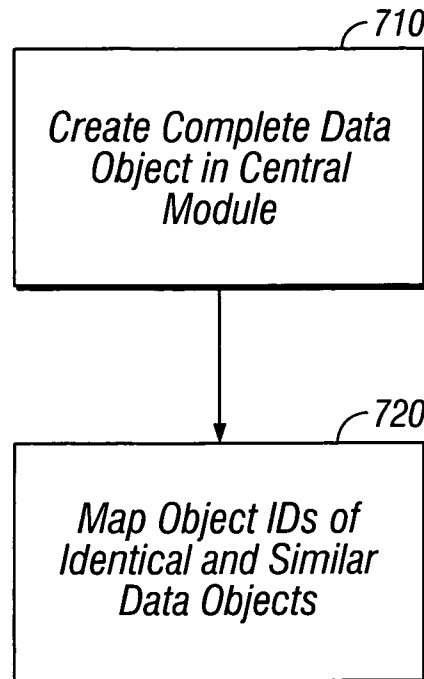 710
Create Complete Data
Object in Central
Module
720
Map Object IDs of
Identical and Similar
Data Objects